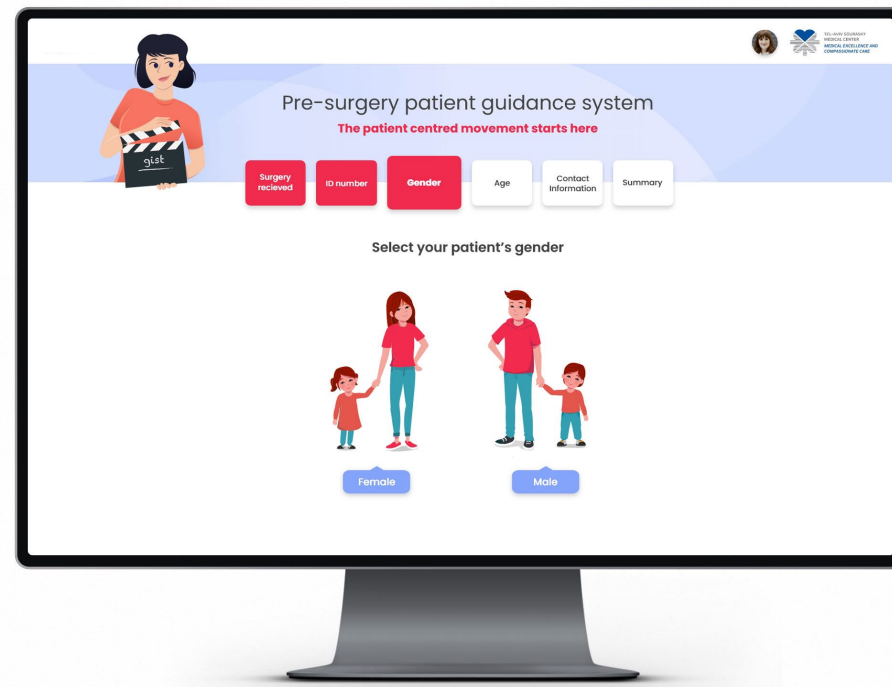 TEL-AVIV SOURASKY
MEDICAL CENTER
MEDICAL EXCELLENCE AND
COMPASSIONATE CARE
Pre-surgery patient guidance system
The patient centred movement starts here
gist
Surgery
recieved
ID number
Gender
Age
Contact
Information
Summary
Select your patient's gender
Female
Male